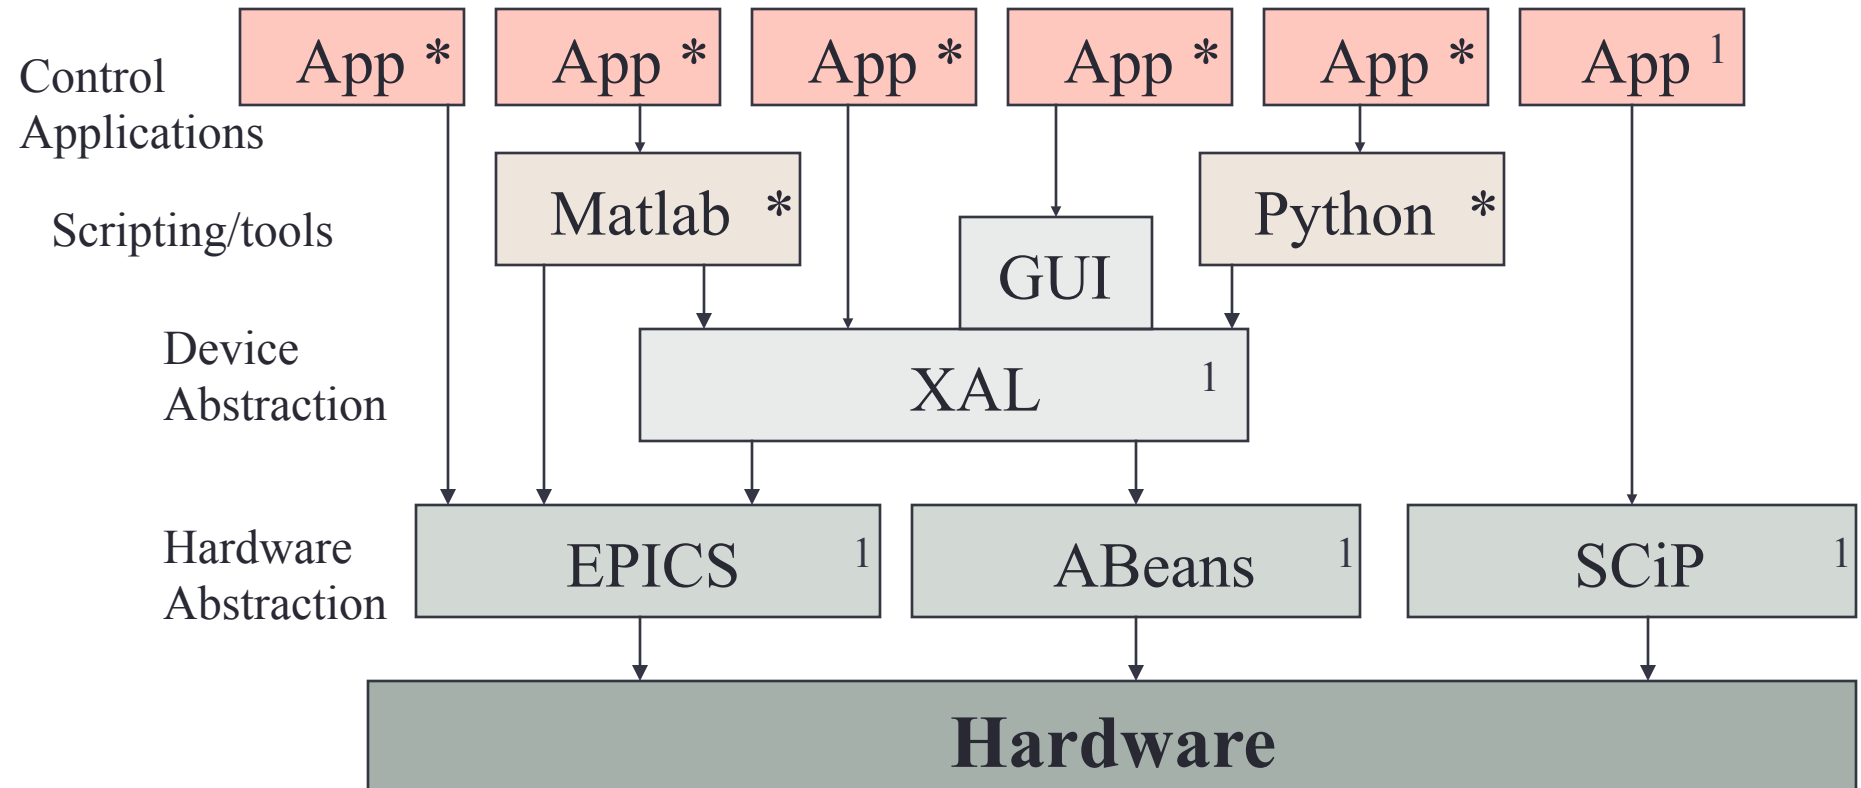 App * App * App * App * App * App 1
Control
Applications
Matlab * Python *
Scripting/tools
GUI
Device
Abstraction
XAL 1
Hardware
Abstraction
EPICS 1 ABeans 1 SCiP 1
Hardware